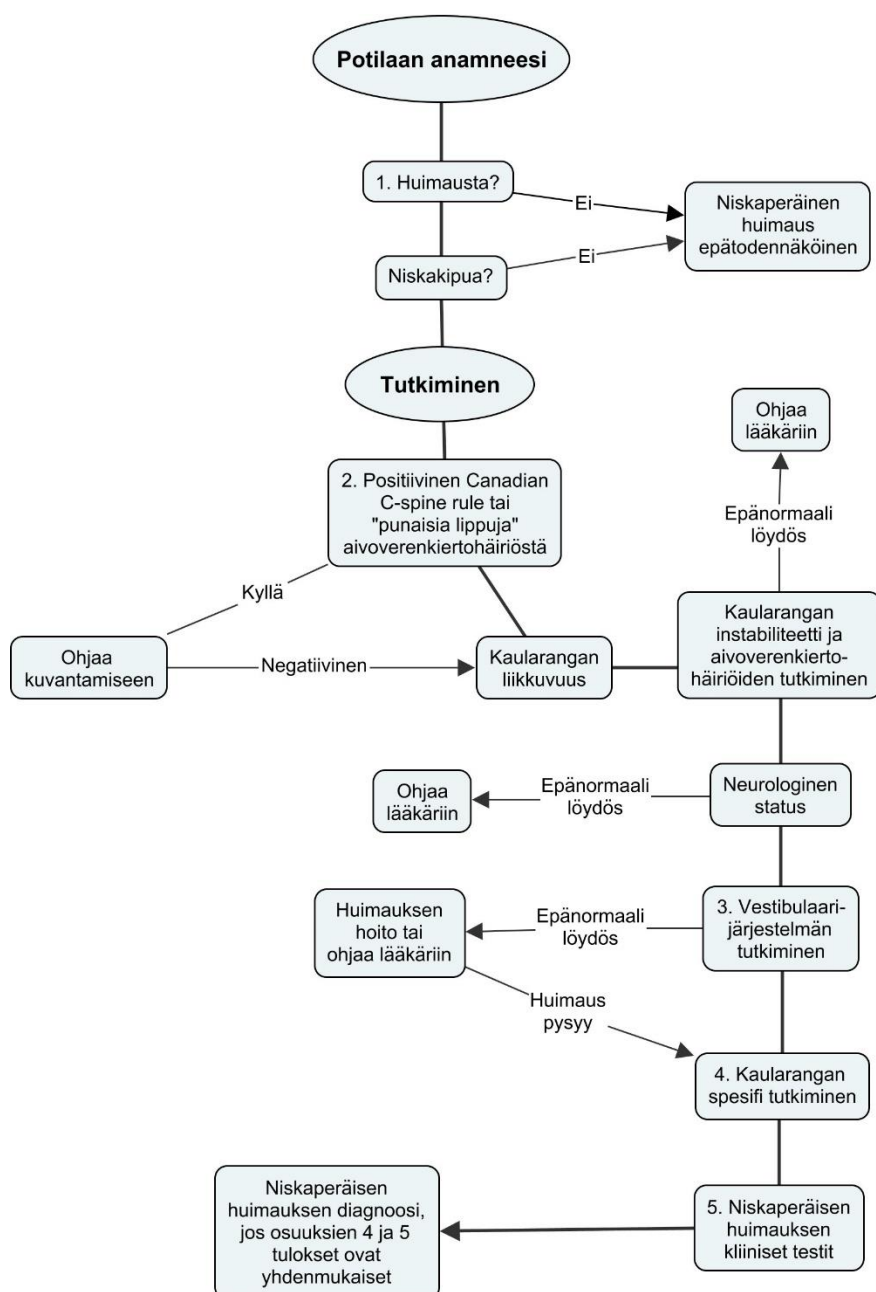 Potilaan anamneesi
1. Huimausta?
Ei
Niskaperäinen
huimaus
epätodennäköinen
Niskakipua?
Ei
Tutkiminen
Ohjaa
lääkäriin
Epänormaali
löydös
2. Positiivinen Canadian
C-spine rule tai
"punaisia lippuja"
aivoverenkiertohäiriöstä
Kyllä
Ohjaa
kuvantamiseen
Negatiivinen
Kaularangan
liikkuvuus
Kaularangan
instabiliteetti ja
aivoverenkierto-
häiriöiden tutkiminen
Neurologinen
status
Epänormaali
löydös
Ohjaa
lääkäriin
3. Vestibulaari-
järjestelmän
tutkiminen
Epänormaali
löydös
Huimauksen
hoito tai
ohjaa lääkäriin
Huimaus
pysyy
4. Kaularangan
spesifi tutkiminen
5. Niskaperäisen
huimauksen
kliiniset testit
Niskaperäisen
huimauksen diagnoosi,
jos osuuksien 4 ja 5
tulokset ovat
yhdenmukaiset